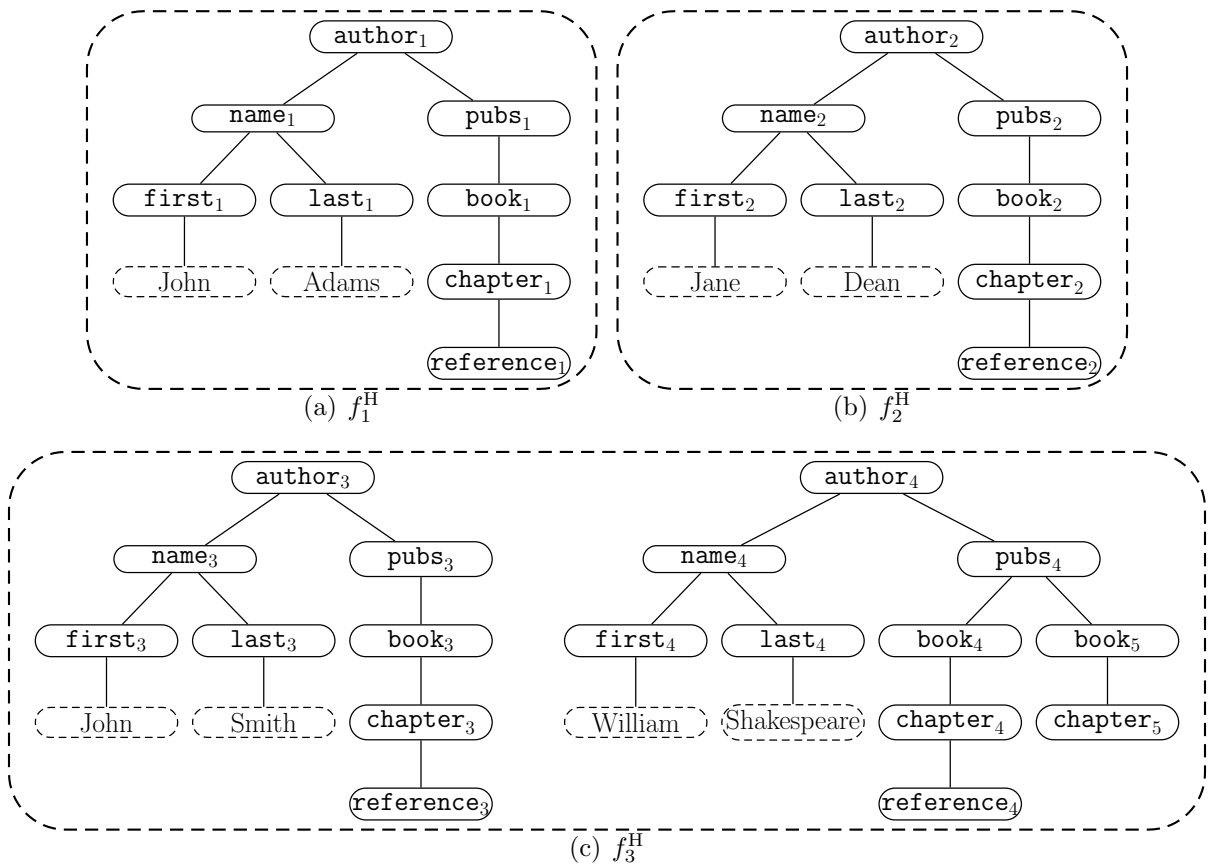 author₁ author₂
name₁ pubs₁ name₂ pubs₂
first₁ last₁ book₁ first₂ last₂ book₂
John Adams chapter₁ Jane Dean chapter₂
reference₁ reference₂
(a) f₁ᴴ (b) f₂ᴴ
author₃ author₄
name₃ pubs₃ name₄ pubs₄
first₃ last₃ book₃ first₄ last₄ book₄ book₅
John Smith chapter₃ William Shakespeare chapter₄ chapter₅
reference₃ reference₄
(c) f₃ᴴ